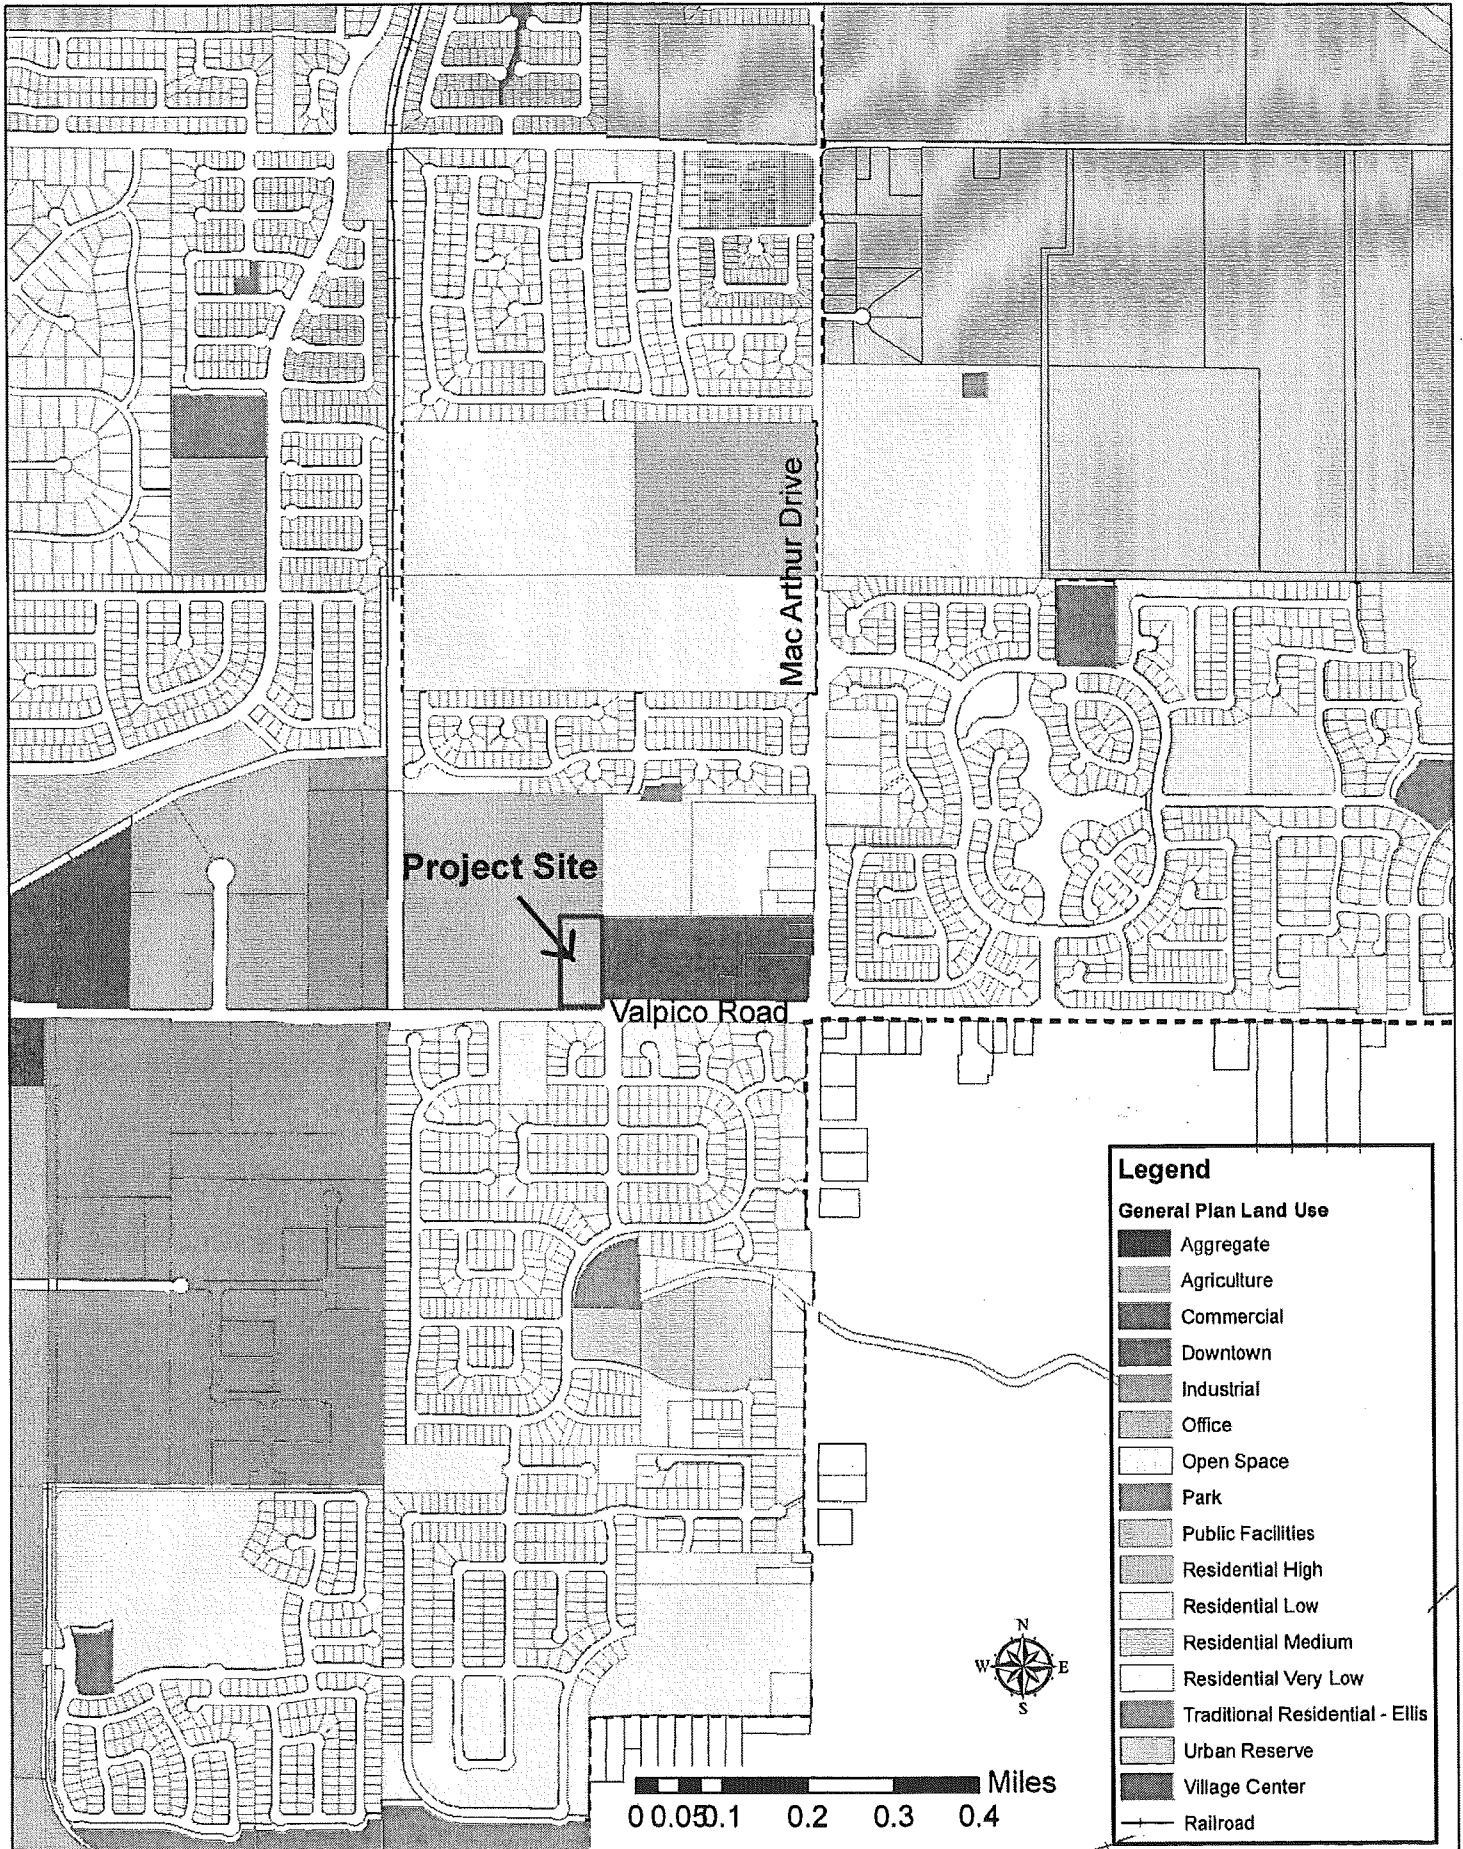 Mac Arthur Drive
Project Site
Valpico Road
Legend
General Plan Land Use
Aggregate
Agriculture
Commercial
Downtown
Industrial
Office
Open Space
Park
Public Facilities
Residential High
Residential Low
Residential Medium
Residential Very Low
Traditional Residential - Ellis
Urban Reserve
Village Center
Railroad
N
W E
S
Miles
0 0.05 0.1 0.2 0.3 0.4